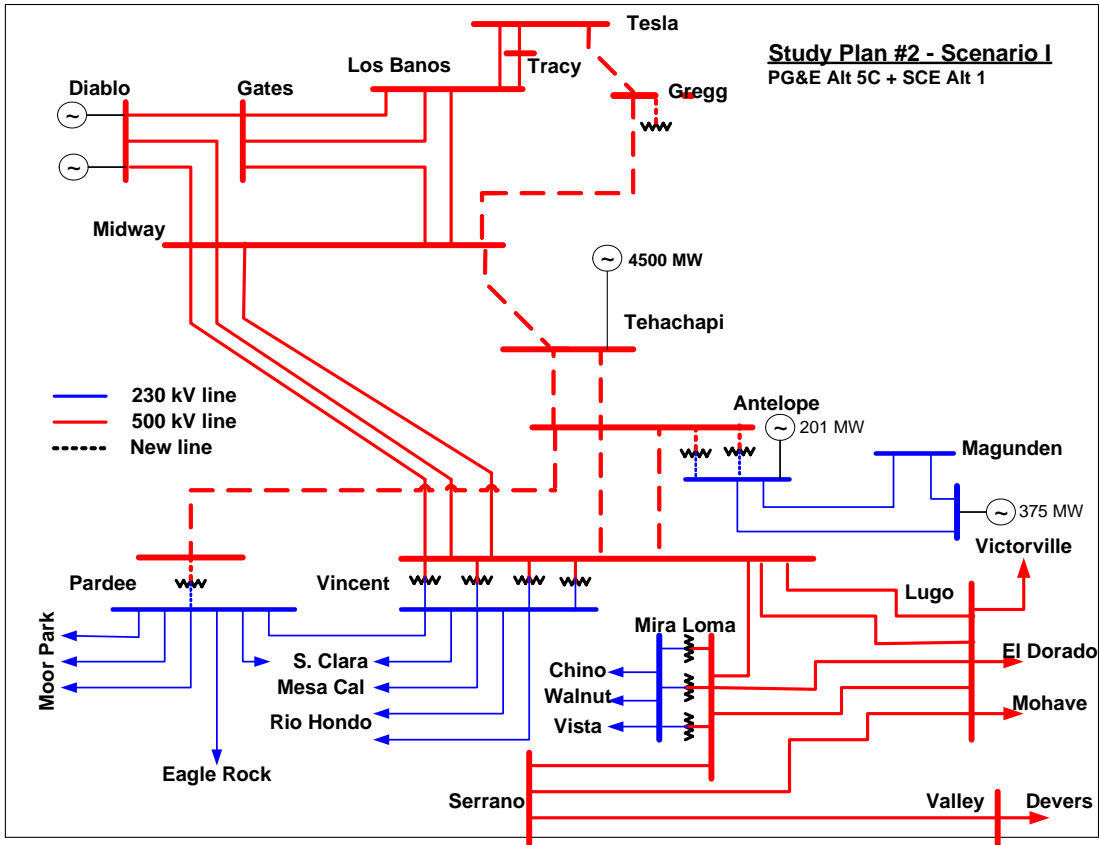 Tesla
Study Plan #2 - Scenario I
PG&E Alt 5C + SCE Alt 1
Los Banos
Tracy
Diablo
Gates
Gregg
~
~
Midway
~
4500 MW
Tehachapi
230 kV line
500 kV line
New line
Antelope
~
201 MW
Magunden
~
375 MW
Victorville
Pardee
Vincent
Lugo
Mira Loma
Moor Park
S. Clara
Mesa Cal
Rio Hondo
Eagle Rock
Chino
Walnut
Vista
El Dorado
Mohave
Serrano
Valley
Devers